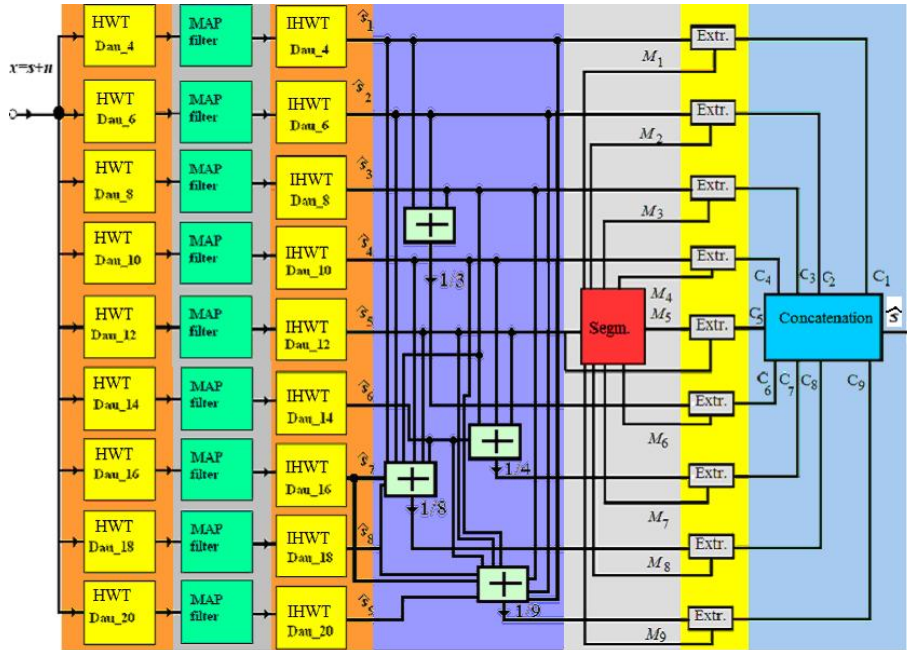 x=s+n
HWT
Dau_4
MAP
filter
IHWT
Dau_4
ŝ1
HWT
Dau_6
MAP
filter
IHWT
Dau_6
ŝ2
HWT
Dau_8
MAP
filter
IHWT
Dau_8
ŝ3
HWT
Dau_10
MAP
filter
IHWT
Dau_10
ŝ4
HWT
Dau_12
MAP
filter
IHWT
Dau_12
ŝ5
HWT
Dau_14
MAP
filter
IHWT
Dau_14
ŝ6
HWT
Dau_16
MAP
filter
IHWT
Dau_16
ŝ7
HWT
Dau_18
MAP
filter
IHWT
Dau_18
ŝ8
HWT
Dau_20
MAP
filter
IHWT
Dau_20
ŝ9
+
1/3
+
1/4
+
1/8
+
1/9
Segm.
M1
M2
M3
M4
M5
M6
M7
M8
M9
Extr.
Extr.
Extr.
Extr.
Extr.
Extr.
Extr.
Extr.
Extr.
C4
C3
C2
C1
C5
Concatenation
ŝ
C6
C7
C8
C9